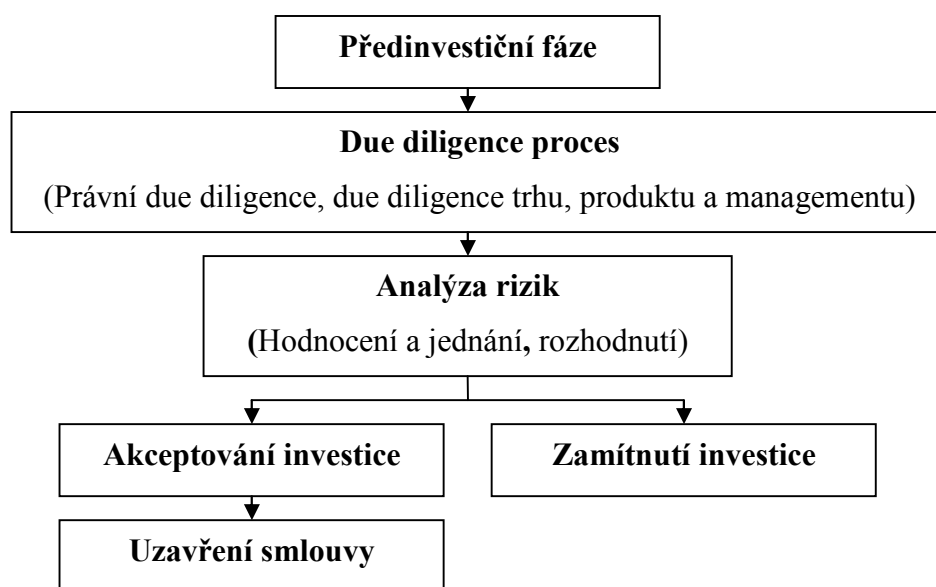 Předinvestiční fáze
Due diligence proces
(Právní due diligence, due diligence trhu, produktu a managementu)
Analýza rizik
(Hodnocení a jednání, rozhodnutí)
Akceptování investice
Zamítnutí investice
Uzavření smlouvy